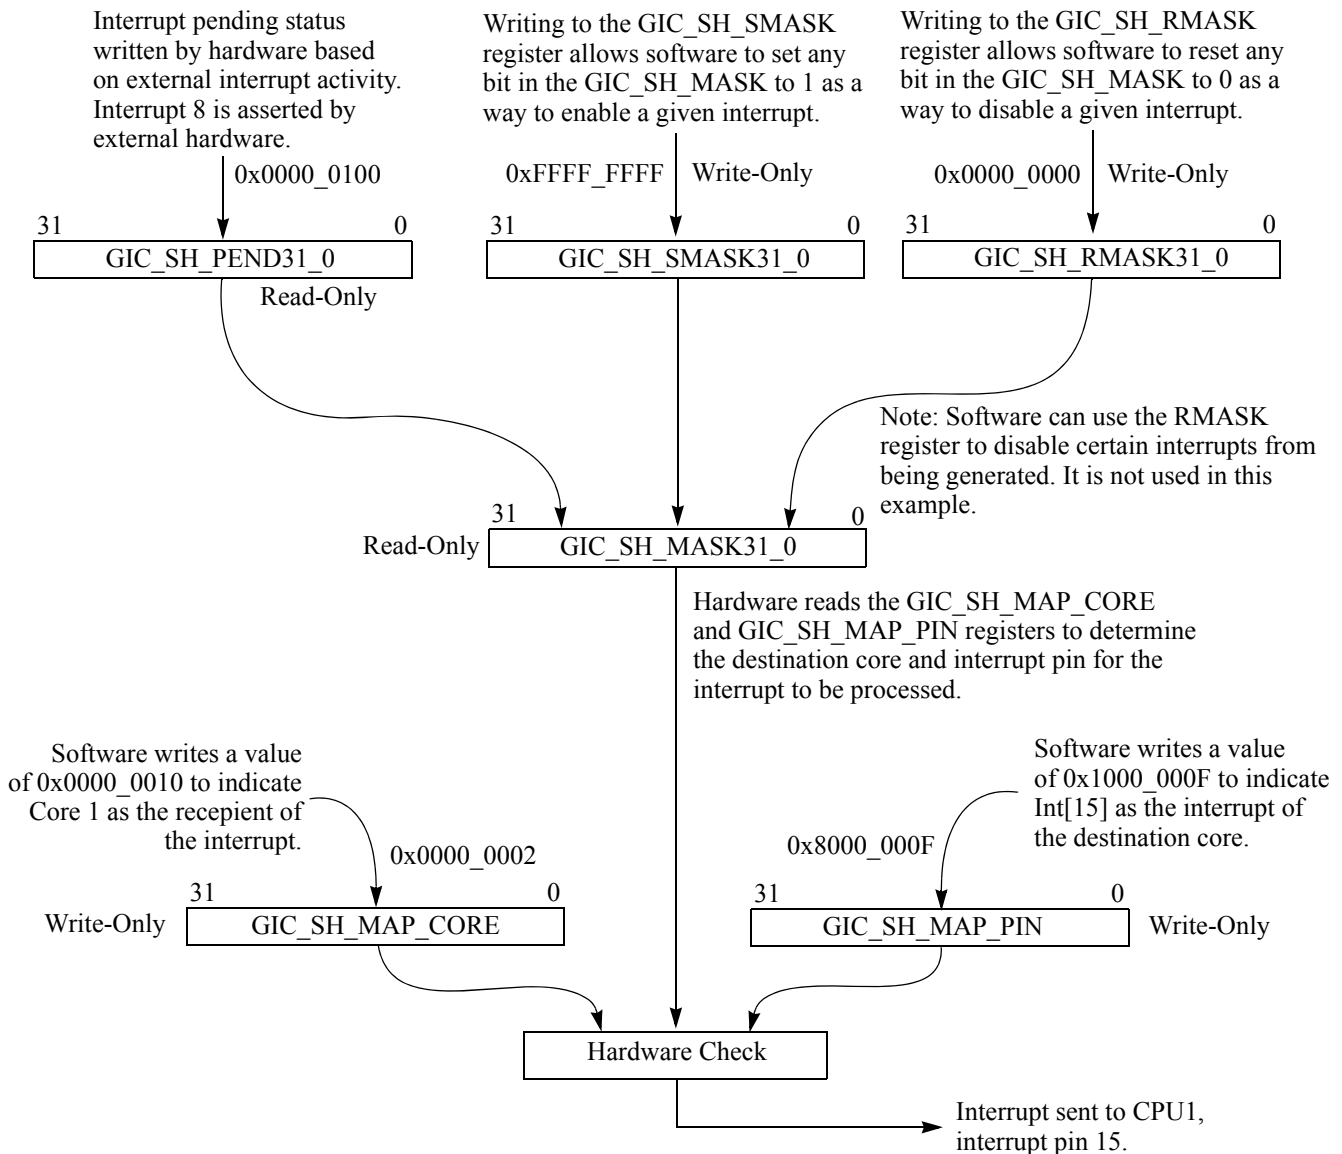 Interrupt pending status
written by hardware based
on external interrupt activity.
Interrupt 8 is asserted by
external hardware.
Writing to the GIC_SH_SMASK
register allows software to set any
bit in the GIC_SH_MASK to 1 as a
way to enable a given interrupt.
Writing to the GIC_SH_RMASK
register allows software to reset any
bit in the GIC_SH_MASK to 0 as a
way to disable a given interrupt.
0x0000_0100
0xFFFF_FFFF
Write-Only
0x0000_0000
Write-Only
31
0
31
0
31
0
GIC_SH_PEND31_0
GIC_SH_SMASK31_0
GIC_SH_RMASK31_0
Read-Only
Note: Software can use the RMASK
register to disable certain interrupts from
being generated. It is not used in this
example.
31
0
Read-Only
GIC_SH_MASK31_0
Hardware reads the GIC_SH_MAP_CORE
and GIC_SH_MAP_PIN registers to determine
the destination core and interrupt pin for the
interrupt to be processed.
Software writes a value
of 0x0000_0010 to indicate
Core 1 as the recepient of
the interrupt.
Software writes a value
of 0x1000_000F to indicate
Int[15] as the interrupt of
the destination core.
0x0000_0002
0x8000_000F
31
0
31
0
Write-Only
GIC_SH_MAP_CORE
GIC_SH_MAP_PIN
Write-Only
Hardware Check
Interrupt sent to CPU1,
interrupt pin 15.